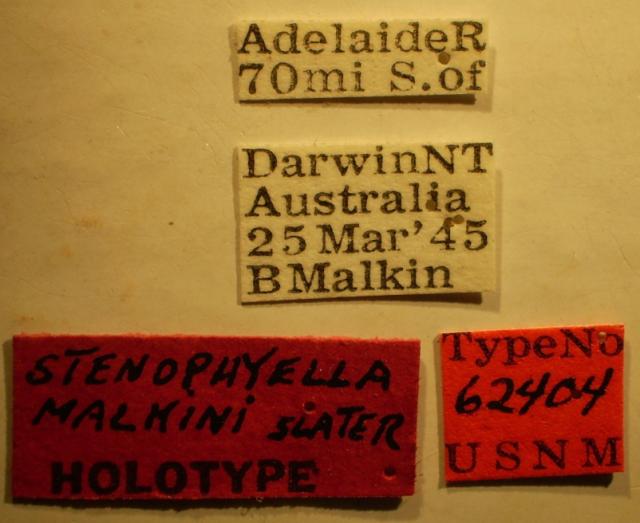 AdelaideR
70mi S.of
DarwinNT
Australia
25 Mar'45
BMalkin
STENOPHYELLA
MALKiNi SLATER
HOLOTYPE
TypeNo
62404
USNM